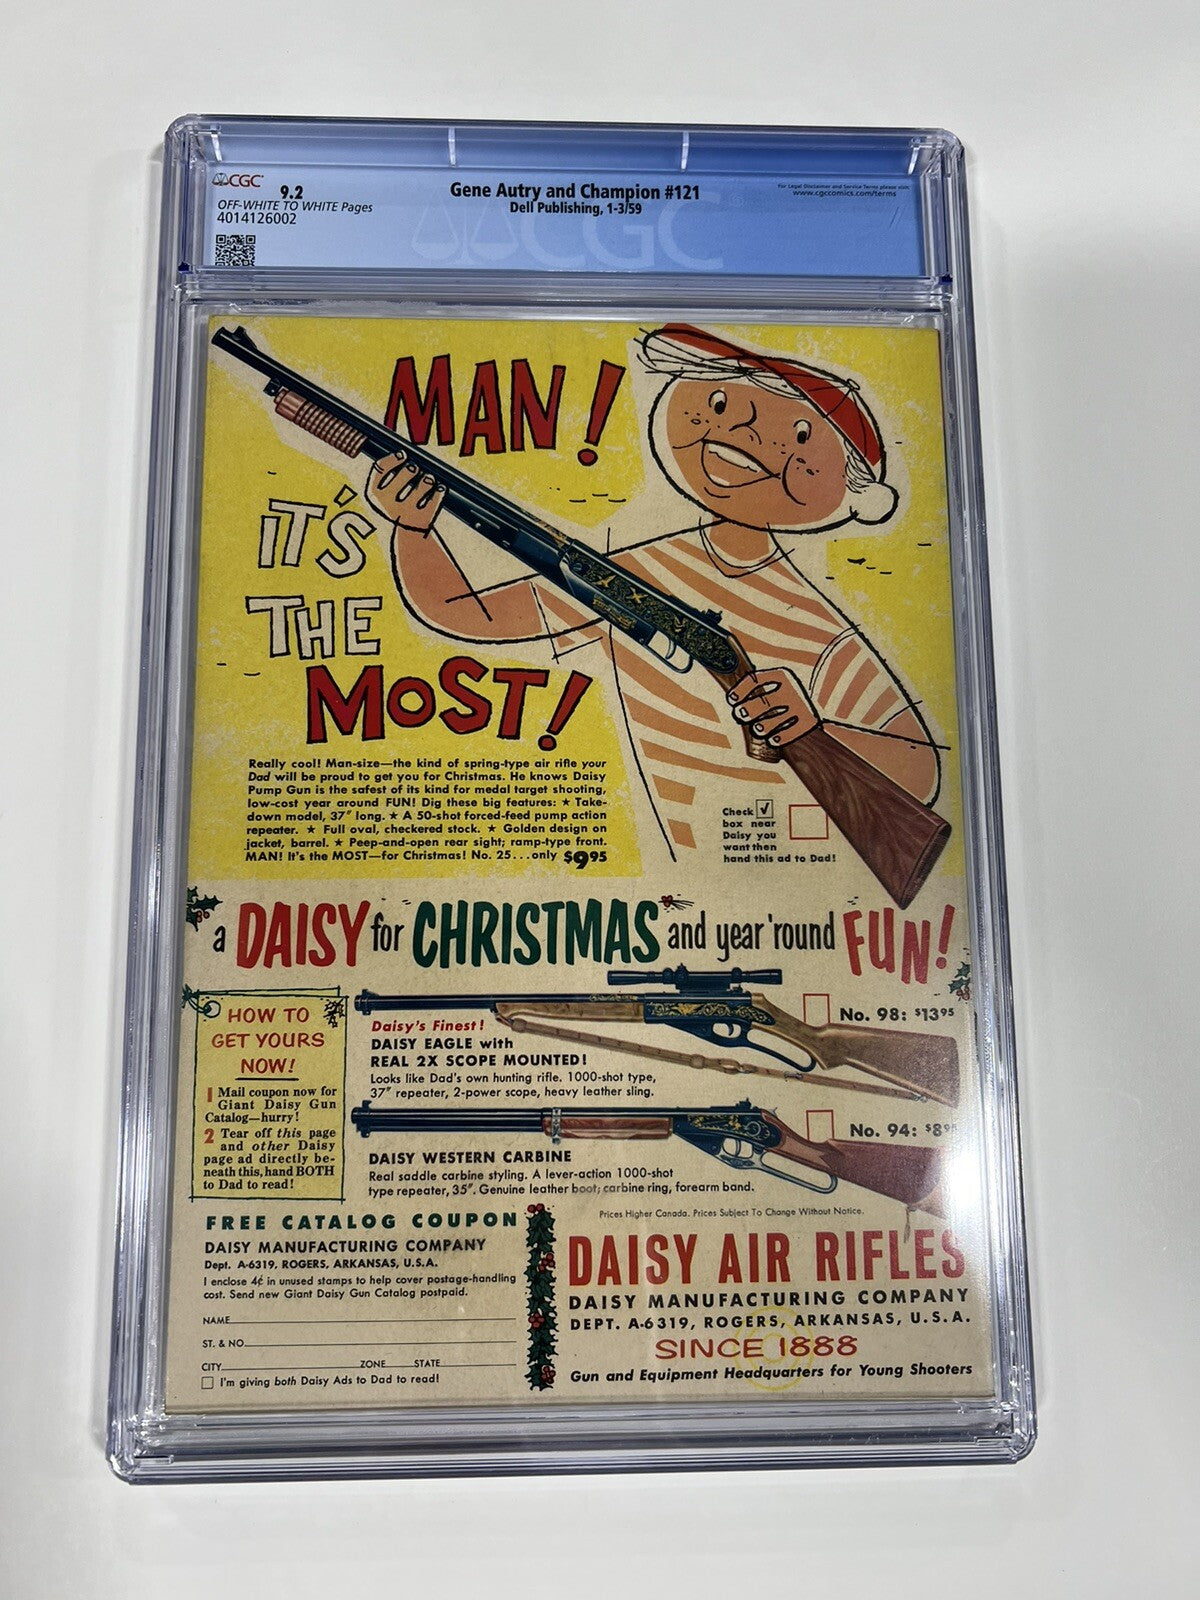 CGC
9.2
OFF-WHITE TO WHITE Pages
4014126002
Gene Autry and Champion #121
Dell Publishing, 1-3/59
For Legal Disclaimer and Service Terms please visit:
www.cgccomics.com/terms
CGC
MAN!
IT'S
THE
MOST!
Really cool! Man-size—the kind of spring-type air rifle your
Dad will be proud to get you for Christmas. He knows Daisy
Pump Gun is the safest of its kind for medal target shooting,
low-cost year around FUN! Dig these big features: ★ Take-
down model, 37" long. ★ A 50-shot forced-feed pump action
repeater. ★ Full oval, checkered stock. ★ Golden design on
jacket, barrel. ★ Peep-and-open rear sight; ramp-type front.
MAN! It's the MOST—for Christmas! No. 25...only $9.95
Check ✓
box near
Daisy you
want then
hand this ad to Dad!
a DAISY for CHRISTMAS and year 'round FUN!
HOW TO
GET YOURS
NOW!
1 Mail coupon now for
Giant Daisy Gun
Catalog—hurry!
2 Tear off this page
and other Daisy
page ad directly be-
neath this, hand BOTH
to Dad to read!
Daisy's Finest!
DAISY EAGLE with
REAL 2X SCOPE MOUNTED!
Looks like Dad's own hunting rifle. 1000-shot type,
37" repeater, 2-power scope, heavy leather sling.
No. 98: $13.95
No. 94: $8.95
DAISY WESTERN CARBINE
Real saddle carbine styling. A lever-action 1000-shot
type repeater, 35". Genuine leather boot; carbine ring, forearm band.
Prices Higher Canada. Prices Subject To Change Without Notice.
FREE CATALOG COUPON
DAISY MANUFACTURING COMPANY
Dept. A-6319, ROGERS, ARKANSAS, U.S.A.
I enclose 4¢ in unused stamps to help cover postage-handling
cost. Send new Giant Daisy Gun Catalog postpaid.
NAME
ST. & NO.
CITY ZONE STATE
I'm giving both Daisy Ads to Dad to read!
DAISY AIR RIFLES
DAISY MANUFACTURING COMPANY
DEPT. A-6319, ROGERS, ARKANSAS, U.S.A.
SINCE 1888
Gun and Equipment Headquarters for Young Shooters